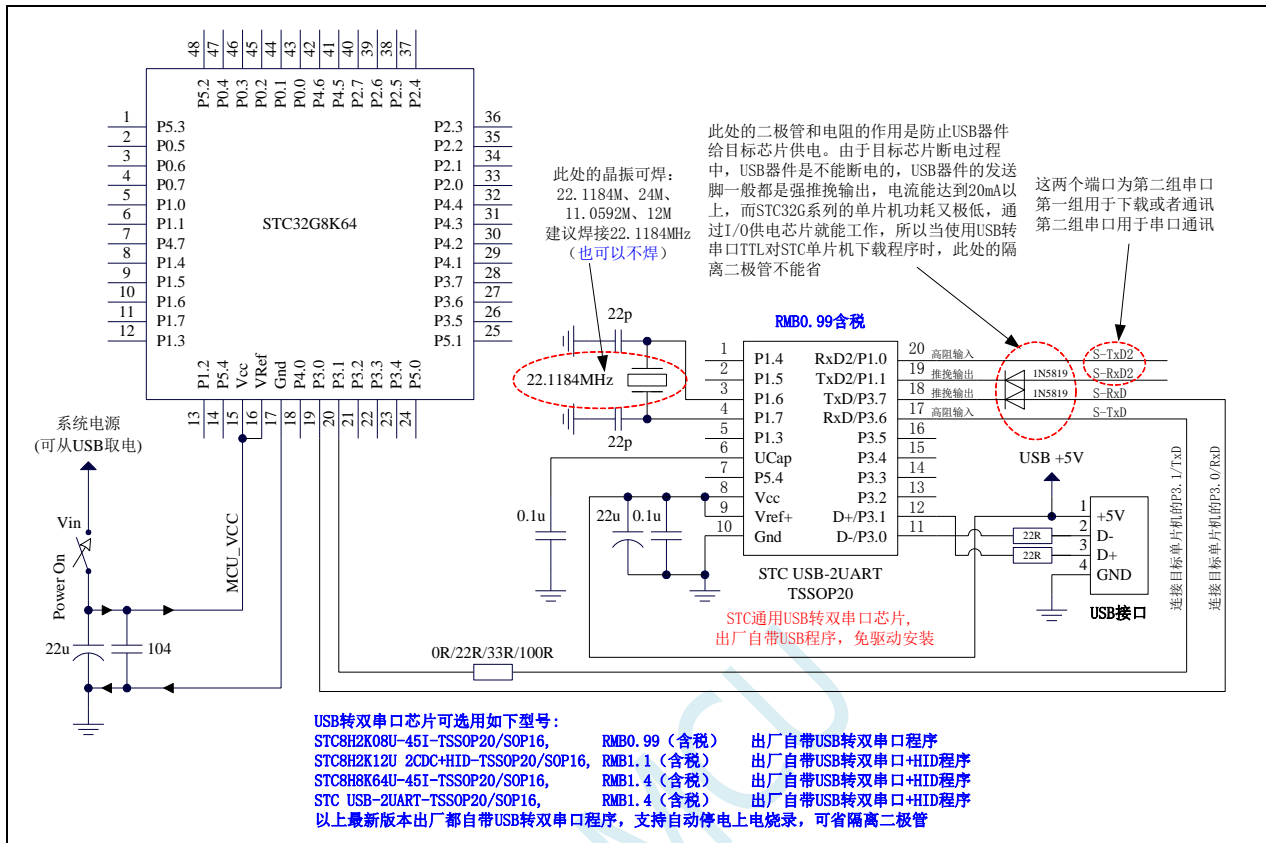 48
47
46
45
44
43
42
41
40
39
38
37
P5.2
P0.4
P0.3
P0.2
P0.1
P0.0
P4.6
P4.5
P2.7
P2.6
P2.5
P2.4
1 P5.3
2 P0.5
3 P0.6
4 P0.7
5 P1.0
6 P1.1
7 P4.7
8 P1.4
9 P1.5
10 P1.6
11 P1.7
12 P1.3
STC32G8K64
P2.3 36
P2.2 35
P2.1 34
P2.0 33
P4.4 32
P4.3 31
P4.2 30
P4.1 29
P3.7 28
P3.6 27
P3.5 26
P5.1 25
P1.2
P5.4
Vcc
VRef
Gnd
P4.0
P3.0
P3.1
P3.2
P3.3
P3.4
P5.0
13
14
15
16
17
18
19
20
21
22
23
24
此处的晶振可焊：
22.1184M、24M、
11.0592M、12M
建议焊接22.1184MHz
（也可以不焊）
此处的二极管和电阻的作用是防止USB器件
给目标芯片供电。由于目标芯片断电过程
中，USB器件是不能断电的，USB器件的发送
脚一般都是强推挽输出，电流能达到20mA以
上，而STC32G系列的单片机功耗又极低，通
过I/O供电芯片就能工作，所以当使用USB转
串口TTL对STC单片机下载程序时，此处的隔
离二极管不能省
这两个端口为第二组串口
第一组用于下载或者通讯
第二组串口用于串口通讯
22p
22.1184MHz
22p
RMB0.99含税
1 P1.4
2 P1.5
3 P1.6
4 P1.7
5 P1.3
6 UCap
7 P5.4
8 Vcc
9 Vref+
10 Gnd
RxD2/P1.0 20 高阻输入 S-TxD2
TxD2/P1.1 19 推挽输出 1N5819 S-RxD2
TxD/P3.7 18 推挽输出 1N5819 S-RxD
RxD/P3.6 17 高阻输入 S-TxD
P3.5 16
P3.4 15
P3.3 14
P3.2 13
D+/P3.1 12
D-/P3.0 11
STC USB-2UART
TSSOP20
STC通用USB转双串口芯片，
出厂自带USB程序，免驱动安装
0.1u
22u
0.1u
USB +5V
22R
22R
1 +5V
2 D-
3 D+
4 GND
USB接口
连接目标单片机的P3.1/TxD
连接目标单片机的P3.0/RxD
系统电源
(可从USB取电)
Vin
Power On
MCU_VCC
22u
104
0R/22R/33R/100R
USB转双串口芯片可选用如下型号：
STC8H2K08U-45I-TSSOP20/SOP16, RMB0.99（含税） 出厂自带USB转双串口程序
STC8H2K12U 2CDC+HID-TSSOP20/SOP16, RMB1.1（含税） 出厂自带USB转双串口+HID程序
STC8H8K64U-45I-TSSOP20/SOP16, RMB1.4（含税） 出厂自带USB转双串口+HID程序
STC USB-2UART-TSSOP20/SOP16, RMB1.4（含税） 出厂自带USB转双串口+HID程序
以上最新版本出厂都自带USB转双串口程序，支持自动停电上电烧录，可省隔离二极管
MCU